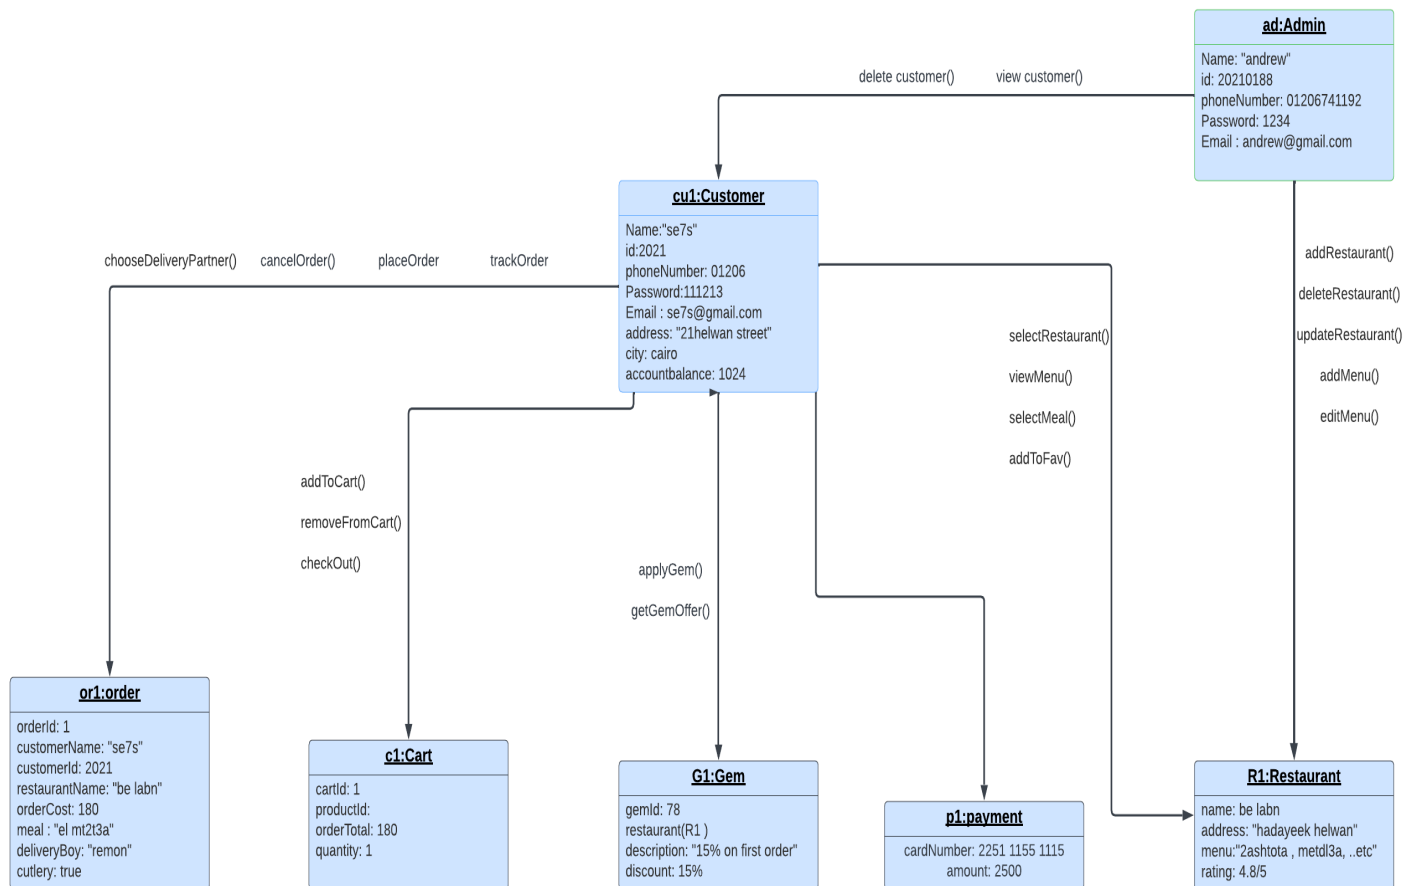 ad:Admin
Name: "andrew"
id: 20210188
phoneNumber: 01206741192
Password: 1234
Email : andrew@gmail.com
delete customer()
view customer()
cu1:Customer
Name:"se7s"
id:2021
phoneNumber: 01206
Password:111213
Email : se7s@gmail.com
address: "21helwan street"
city: cairo
accountbalance: 1024
chooseDeliveryPartner()
cancelOrder()
placeOrder
trackOrder
addRestaurant()
deleteRestaurant()
updateRestaurant()
addMenu()
editMenu()
selectRestaurant()
viewMenu()
selectMeal()
addToFav()
addToCart()
removeFromCart()
checkOut()
applyGem()
getGemOffer()
or1:order
orderId: 1
customerName: "se7s"
customerId: 2021
restaurantName: "be labn"
orderCost: 180
meal : "el mt2t3a"
deliveryBoy: "remon"
cutlery: true
c1:Cart
cartId: 1
productId:
orderTotal: 180
quantity: 1
G1:Gem
gemId: 78
restaurant(R1 )
description: "15% on first order"
discount: 15%
p1:payment
cardNumber: 2251 1155 1115
amount: 2500
R1:Restaurant
name: be labn
address: "hadayeek helwan"
menu:"2ashtota , metdl3a, ..etc"
rating: 4.8/5